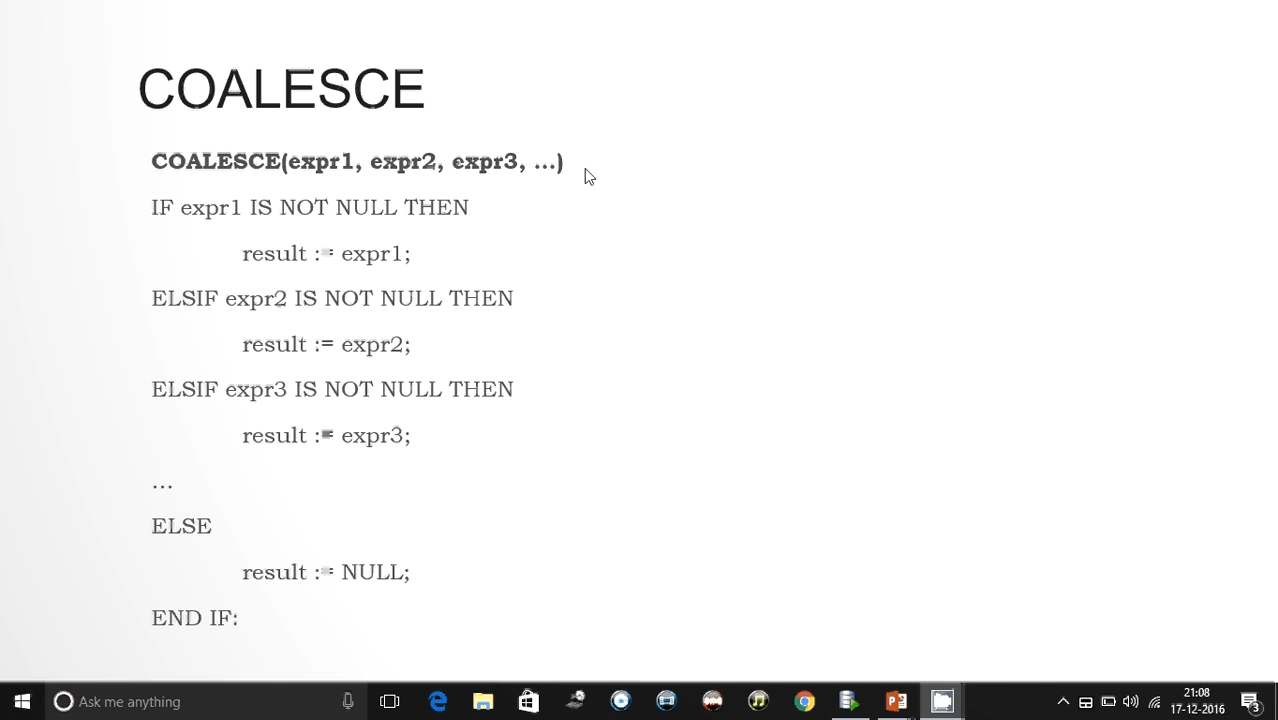 COALESCE
COALESCE(expr1, expr2, expr3, ...)
IF expr1 IS NOT NULL THEN
result := expr1;
ELSIF expr2 IS NOT NULL THEN
result := expr2;
ELSIF expr3 IS NOT NULL THEN
result := expr3;
...
ELSE
result := NULL;
END IF:
Ask me anything
21:08
17-12-2016
3